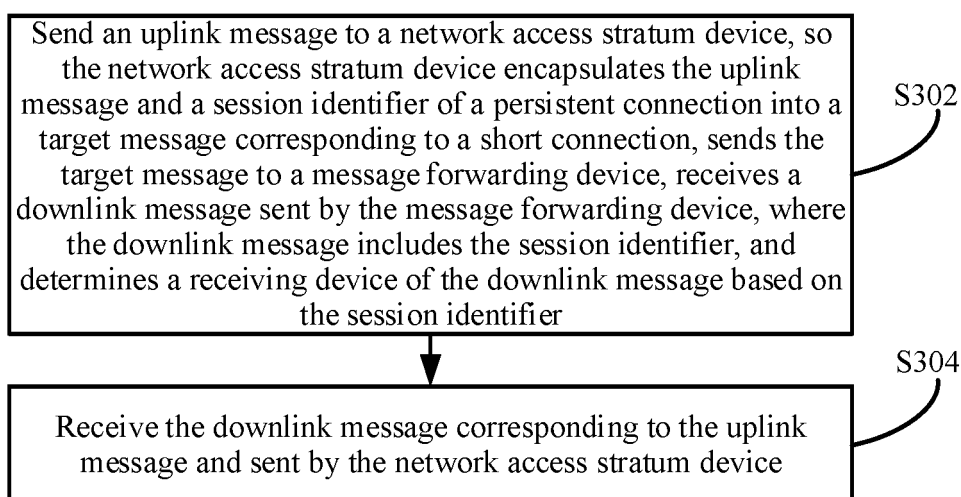 Send an uplink message to a network access stratum device, so
the network access stratum device encapsulates the uplink
message and a session identifier of a persistent connection into a
target message corresponding to a short connection, sends the
target message to a message forwarding device, receives a
downlink message sent by the message forwarding device, where
the downlink message includes the session identifier, and
determines a receiving device of the downlink message based on
the session identifier
S302
S304
Receive the downlink message corresponding to the uplink
message and sent by the network access stratum device